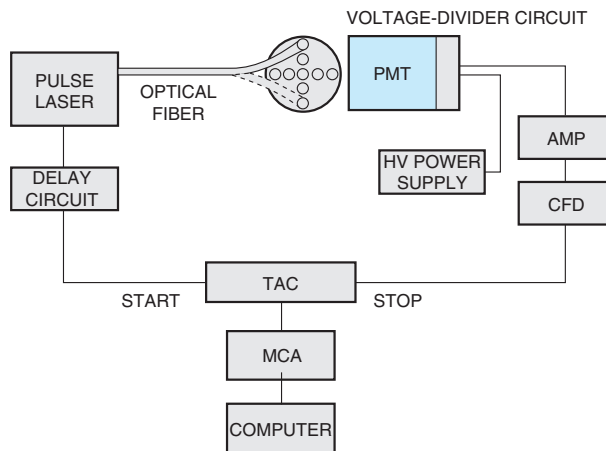 VOLTAGE-DIVIDER CIRCUIT
PULSE
LASER
OPTICAL
FIBER
PMT
AMP
HV POWER
SUPPLY
DELAY
CIRCUIT
CFD
TAC
START
STOP
MCA
COMPUTER